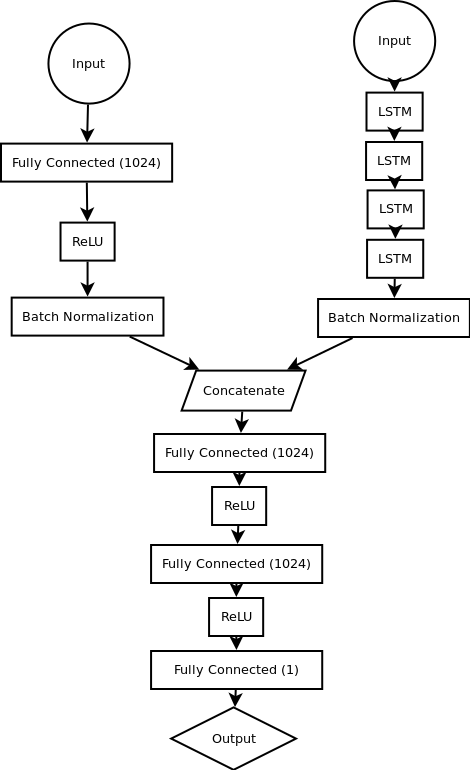 Input
Fully Connected (1024)
ReLU
Batch Normalization
Input
LSTM
LSTM
LSTM
LSTM
Batch Normalization
Concatenate
Fully Connected (1024)
ReLU
Fully Connected (1024)
ReLU
Fully Connected (1)
Output